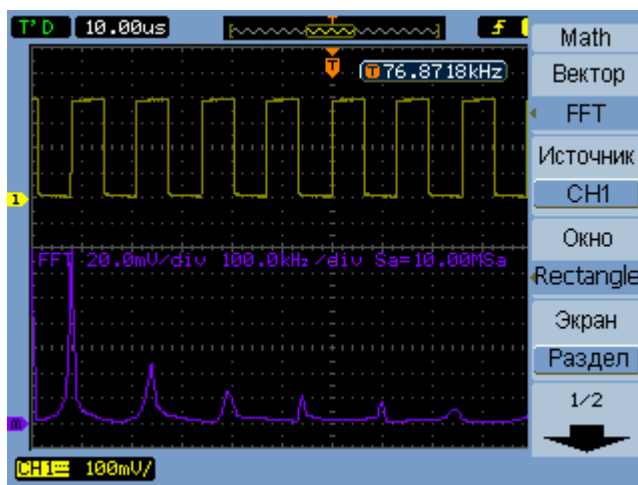 T'D 10.00us
Math
T 76.8718kHz
Вектор
FFT
Источник
CH1
1
Окно
FFT 20.0mV/div 100.0kHz/div Sa=10.00MSa
Rectangle
Экран
Раздел
1/2
m
CH1 100mV/